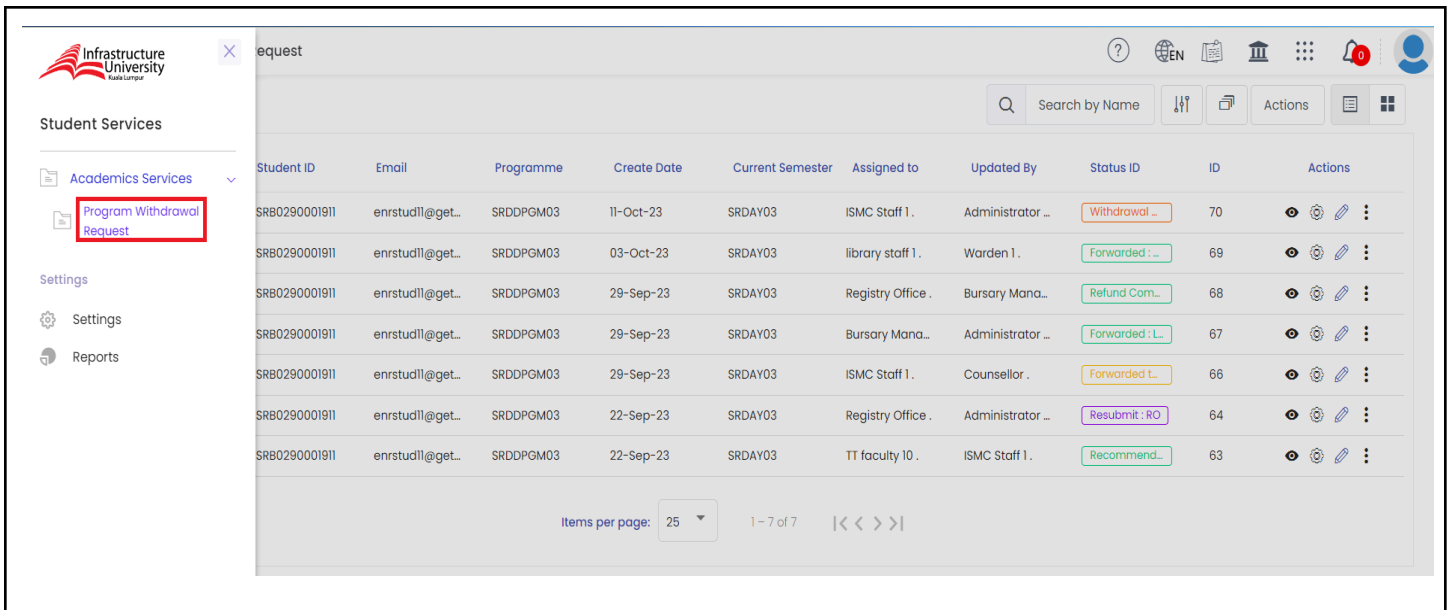 Infrastructure
University
Kuala Lumpur
equest
EN
0
Search by Name
Actions
Student Services
Academics Services
Program Withdrawal
Request
Settings
Settings
Reports
Student ID Email Programme Create Date Current Semester Assigned to Updated By Status ID ID Actions
SRB0290001911 enrstud11@get... SRDDPGM03 11-Oct-23 SRDAY03 ISMC Staff 1 . Administrator ... Withdrawal ... 70
SRB0290001911 enrstud11@get... SRDDPGM03 03-Oct-23 SRDAY03 library staff 1 . Warden 1 . Forwarded : ... 69
SRB0290001911 enrstud11@get... SRDDPGM03 29-Sep-23 SRDAY03 Registry Office . Bursary Mana... Refund Com... 68
SRB0290001911 enrstud11@get... SRDDPGM03 29-Sep-23 SRDAY03 Bursary Mana... Administrator ... Forwarded : L... 67
SRB0290001911 enrstud11@get... SRDDPGM03 29-Sep-23 SRDAY03 ISMC Staff 1 . Counsellor . Forwarded t... 66
SRB0290001911 enrstud11@get... SRDDPGM03 22-Sep-23 SRDAY03 Registry Office . Administrator ... Resubmit : RO 64
SRB0290001911 enrstud11@get... SRDDPGM03 22-Sep-23 SRDAY03 TT faculty 10 . ISMC Staff 1 . Recommend... 63
Items per page: 25 1 – 7 of 7